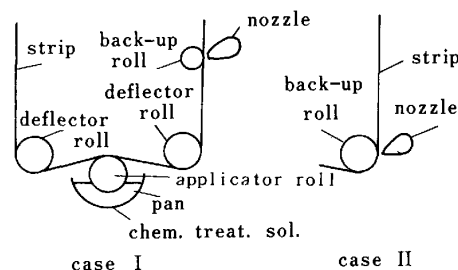 nozzle
strip
back-up
roll
deflector
roll
deflector
roll
applicator roll
pan
chem. treat. sol.
case I
strip
back-up
roll
nozzle
case II